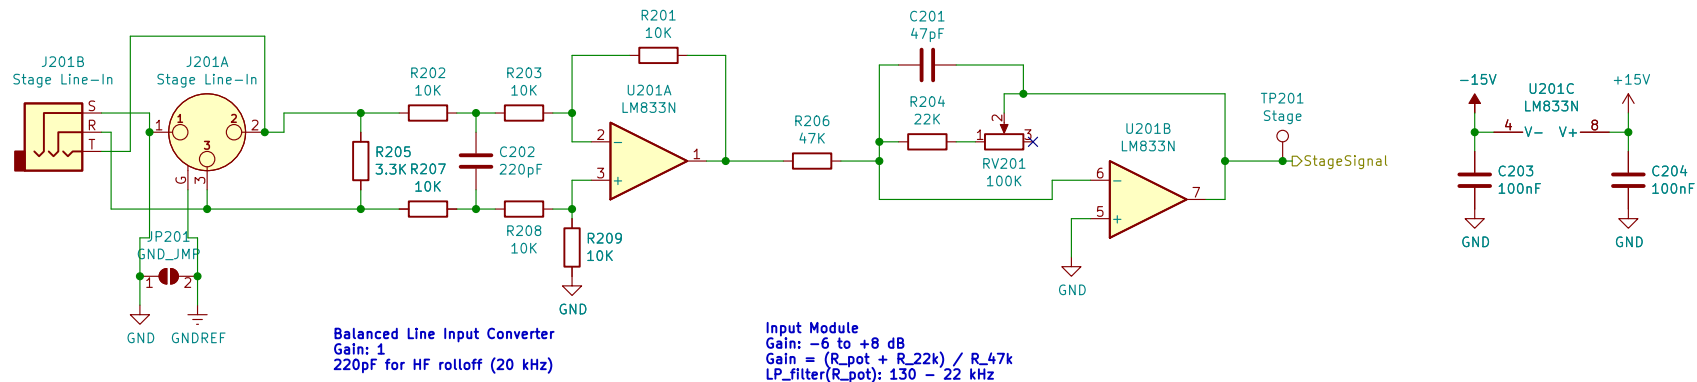 J201B
Stage Line-In
S
R
T
J201A
Stage Line-In
1
1
2
2
3
G
3
JP201
GND_JMP
1
2
GND
GNDREF
R205
3.3K
R202
10K
R207
10K
C202
220pF
R203
10K
R208
10K
R209
10K
GND
R201
10K
U201A
LM833N
2
-
3
+
1
R206
47K
C201
47pF
R204
22K
1
2
3
RV201
100K
U201B
LM833N
6
-
5
+
7
GND
TP201
Stage
StageSignal
-15V
U201C
LM833N
+15V
4
V-
V+
8
C203
100nF
GND
C204
100nF
GND
Balanced Line Input Converter
Gain: 1
220pF for HF rolloff (20 kHz)
Input Module
Gain: -6 to +8 dB
Gain = (R_pot + R_22k) / R_47k
LP_filter(R_pot): 130 - 22 kHz